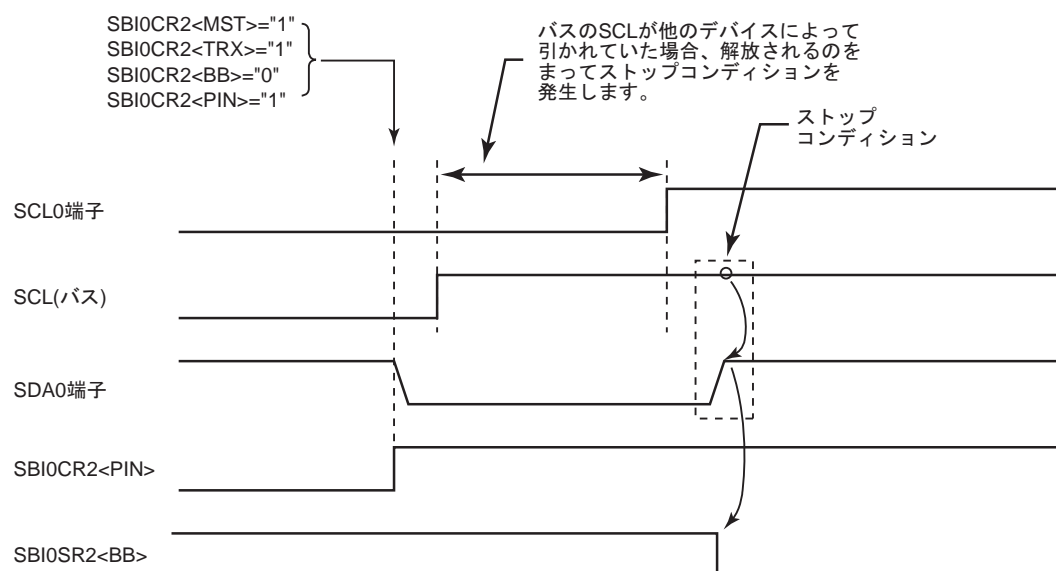 SBI0CR2<MST>="1"
SBI0CR2<TRX>="1"
SBI0CR2<BB>="0"
SBI0CR2<PIN>="1"
バスのSCLが他のデバイスによって
引かれていた場合、解放されるのを
まってストップコンディションを
発生します。
ストップ
コンディション
SCL0端子
SCL(バス)
SDA0端子
SBI0CR2<PIN>
SBI0SR2<BB>